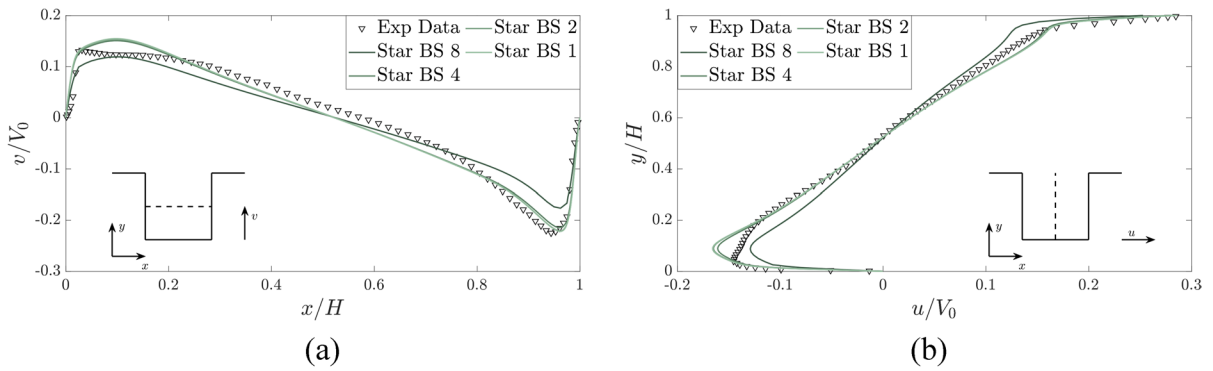 0.2
0.1
0
-0.1
-0.2
-0.3
v/V0
0 0.2 0.4 0.6 0.8 1
x/H
Exp Data Star BS 2
Star BS 8 Star BS 1
Star BS 4
y
x
v
(a)
1
0.8
0.6
0.4
0.2
0
y/H
-0.2 -0.1 0 0.1 0.2 0.3
u/V0
Exp Data Star BS 2
Star BS 8 Star BS 1
Star BS 4
y
x
u
(b)